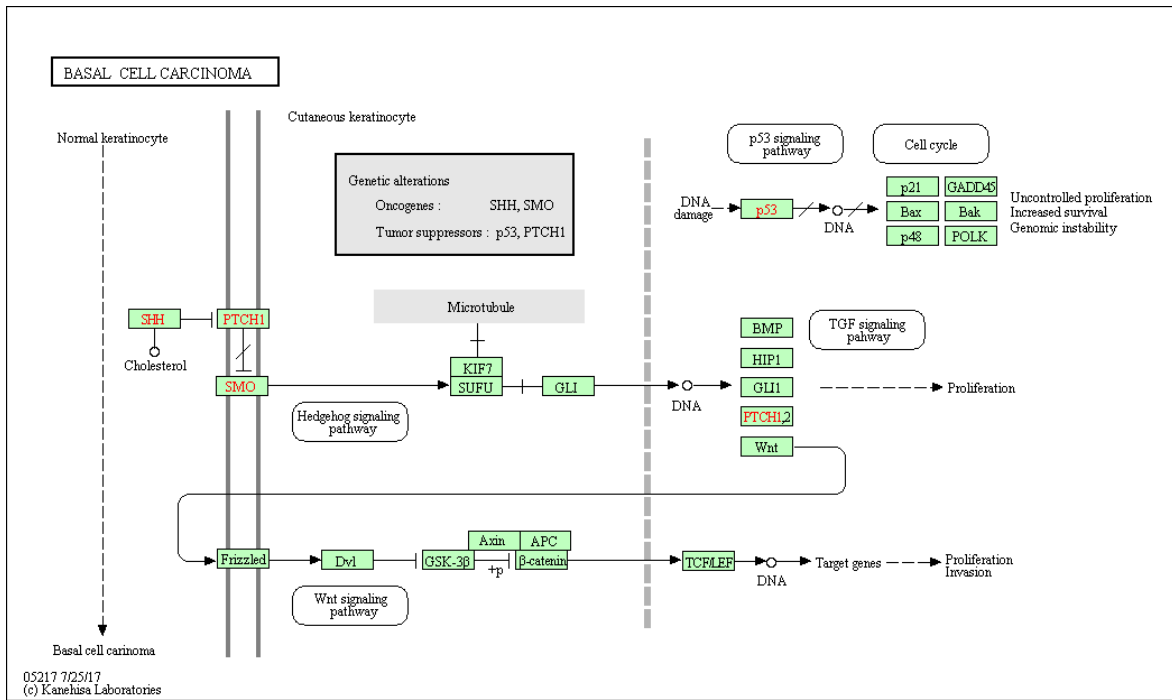 BASAL CELL CARCINOMA
Normal keratinocyte
Cutaneous keratinocyte
Genetic alterations
Oncogenes : SHH, SMO
Tumor suppressors : p53, PTCH1
p53 signaling
pathway
Cell cycle
DNA
damage
p53
DNA
p21
GADD45
Bax
Bak
p48
POLK
Uncontrolled proliferation
Increased survival
Genomic instability
SHH
PTCH1
Cholesterol
SMO
Microtubule
KIF7
SUFU
GLI
Hedgehog signaling
pathway
DNA
BMP
HIP1
GLI1
PTCH1,2
Wnt
TGF signaling
pahway
Proliferation
Frizzled
Dvl
GSK-3β
Axin
APC
+p
β-catenin
Wnt signaling
pathway
TCF/LEF
DNA
Target genes
Proliferation
Invasion
Basal cell carinoma
05217 7/25/17
(c) Kanehisa Laboratories